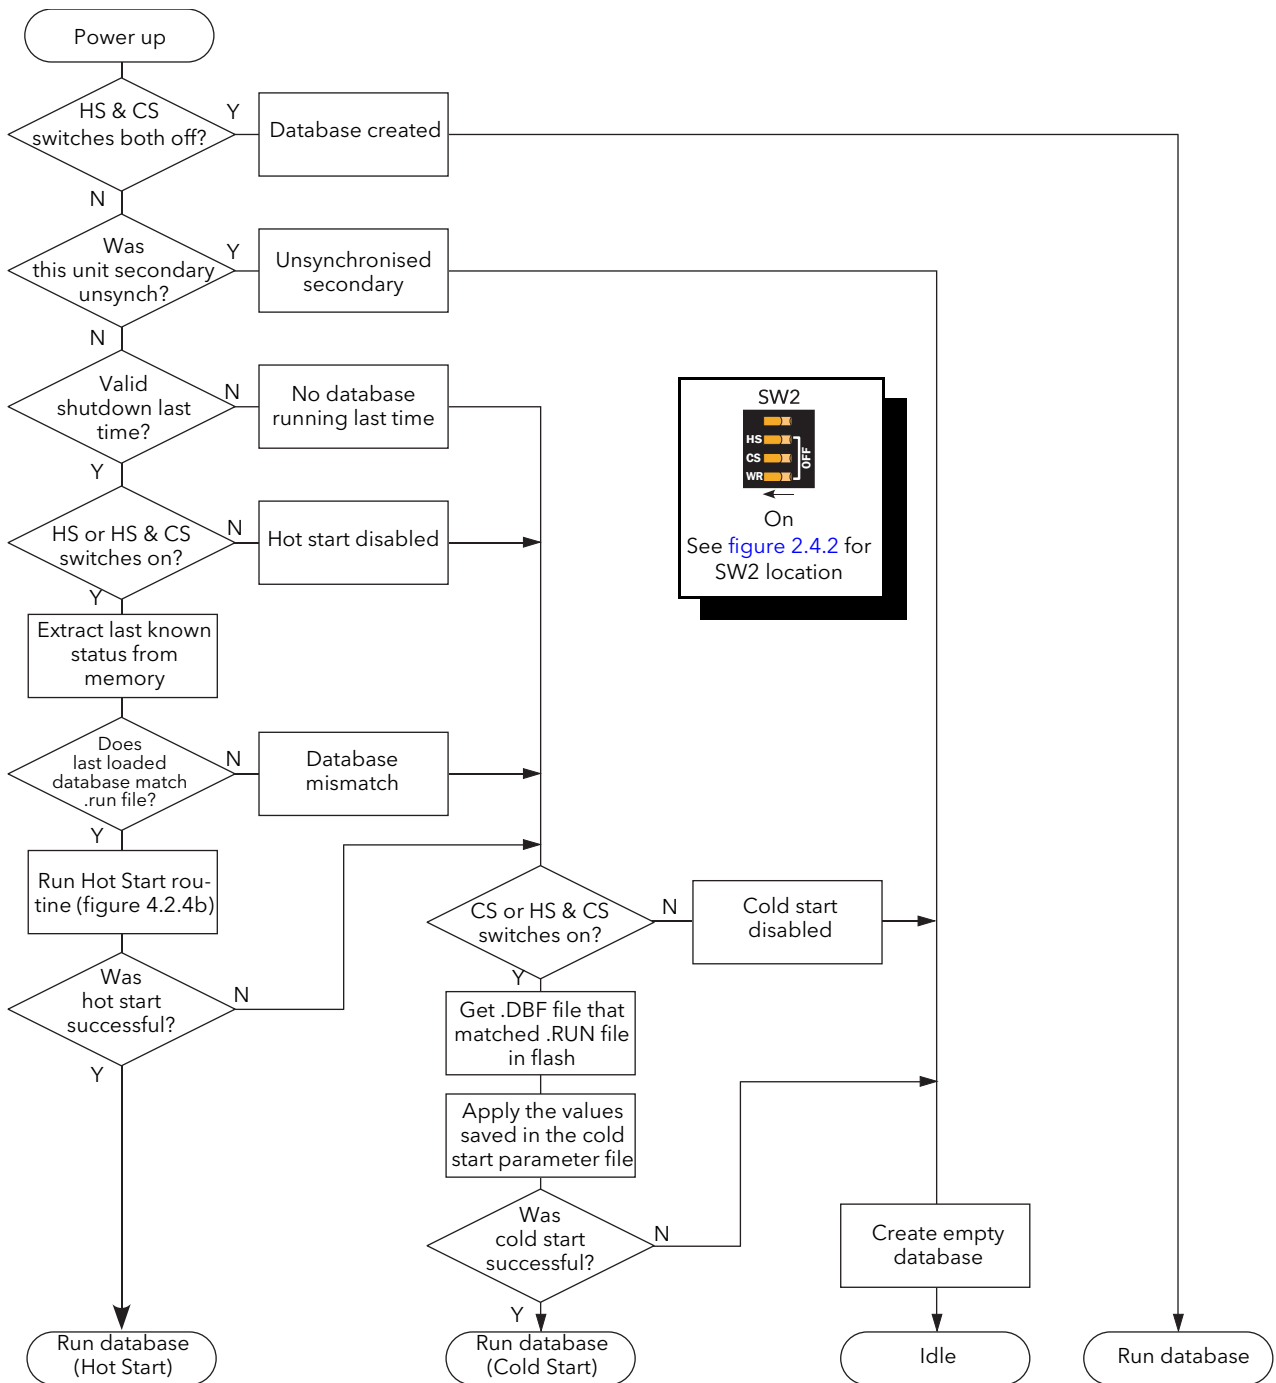 Power up
HS & CS
switches both off?
Y
Database created
N
Was
this unit secondary
unsynch?
Y
Unsynchronised
secondary
N
Valid
shutdown last
time?
N
No database
running last time
Y
HS or HS & CS
switches on?
N
Hot start disabled
Y
Extract last known
status from
memory
Does
last loaded
database match
.run file?
N
Database
mismatch
Y
Run Hot Start rou-
tine (figure 4.2.4b)
Was
hot start
successful?
N
Y
Run database
(Hot Start)
SW2
HS
CS
WR
OFF
On
See figure 2.4.2 for
SW2 location
CS or HS & CS
switches on?
N
Cold start
disabled
Y
Get .DBF file that
matched .RUN file
in flash
Apply the values
saved in the cold
start parameter file
Was
cold start
successful?
N
Y
Run database
(Cold Start)
Create empty
database
Idle
Run database